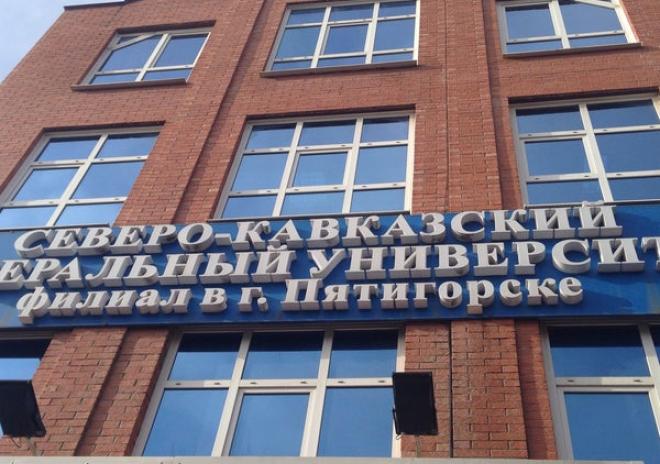 СЕВЕРО-КАВКАЗСКИЙ
ЕРАЛЬНЫЙ УНИВЕРСИТ
филиал в г. Пятигорске